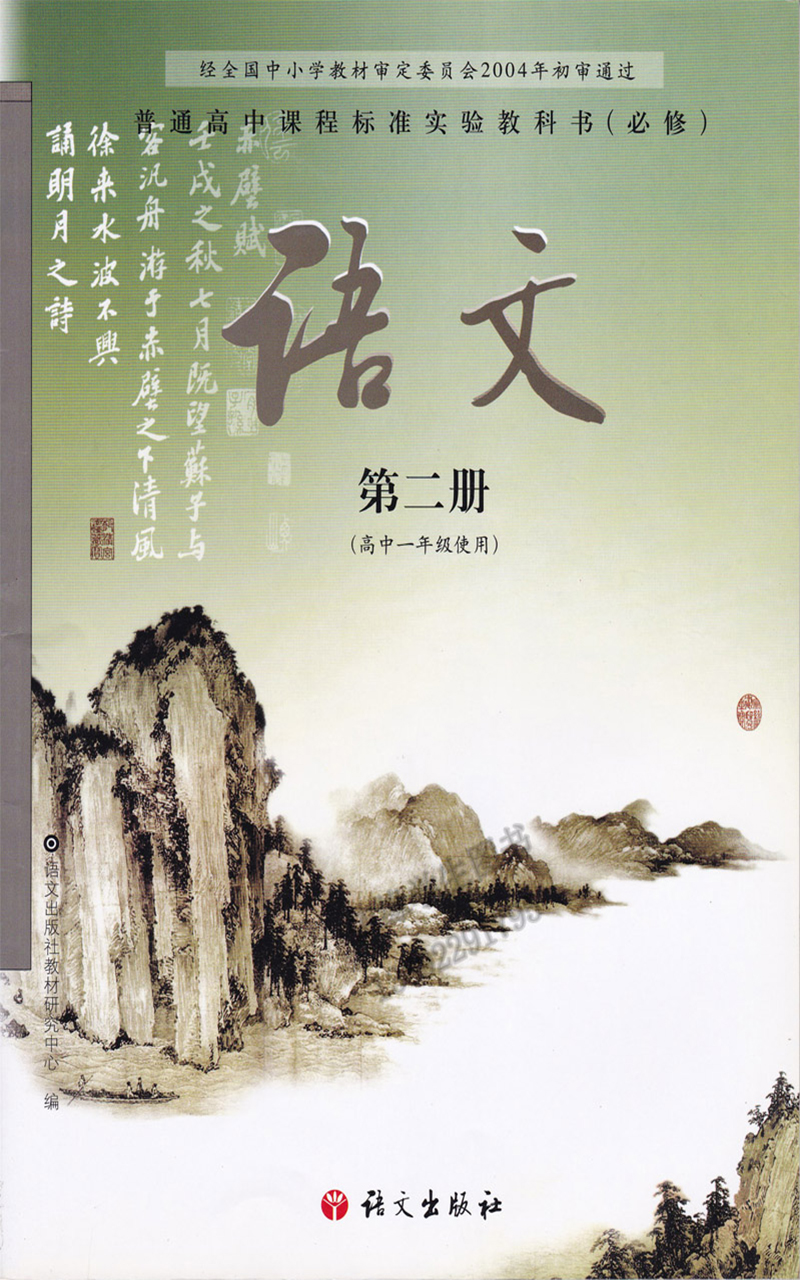 经全国中小学教材审定委员会2004年初审通过
普通高中课程标准实验教科书(必修)
赤壁賦
壬戌之秋七月既望蘇子与
客汎舟游于赤壁之下清風
徐来水波不興
誦明月之詩
语文
第二册
(高中一年级使用)
语文出版社教材研究中心 编
语文出版社